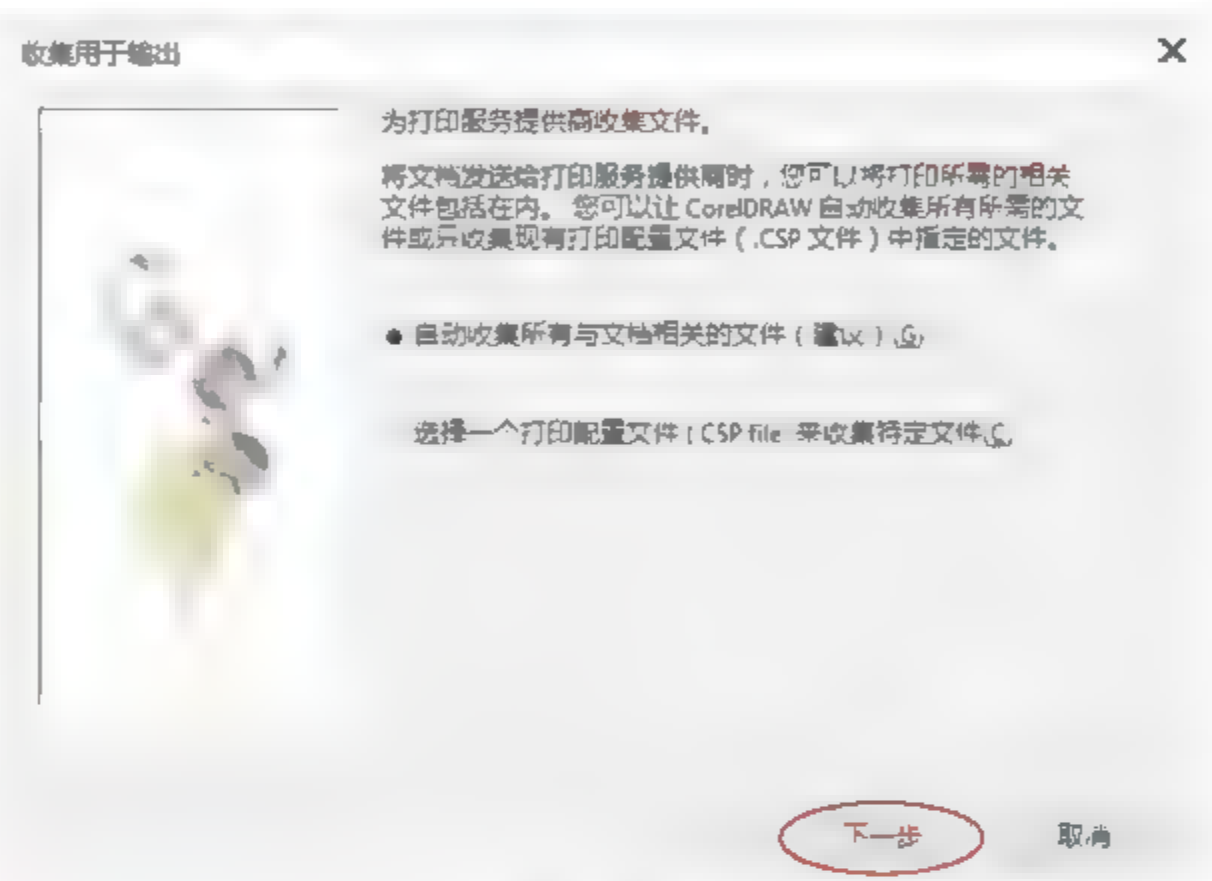 收集用于输出
为打印服务提供商收集文件。
将文档发送给打印服务提供商时，您可以将打印所需的相关
文件包括在内。 您可以让 CorelDRAW 自动收集所有所需的文
件或只收集现有打印配置文件 ( .CSP 文件 ) 中指定的文件。
自动收集所有与文档相关的文件 ( 建议 ) (G)
选择一个打印配置文件 ( CSP file 来收集特定文件(C)
下一步
取消